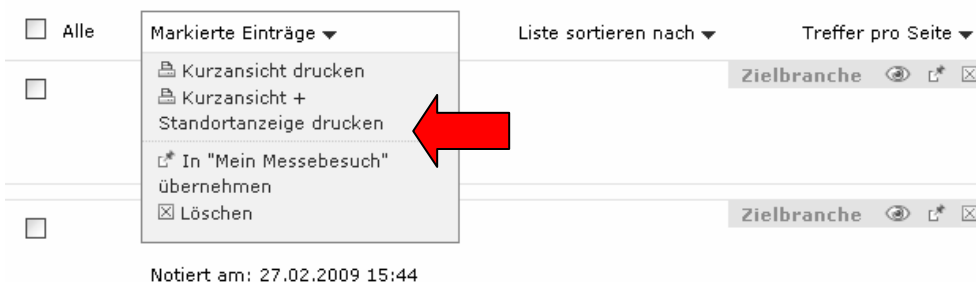 Alle Markierte Einträge Liste sortieren nach Treffer pro Seite
Kurzansicht drucken
Kurzansicht +
Standortanzeige drucken
In "Mein Messebesuch"
übernehmen
Löschen
Zielbranche
Zielbranche
Notiert am: 27.02.2009 15:44